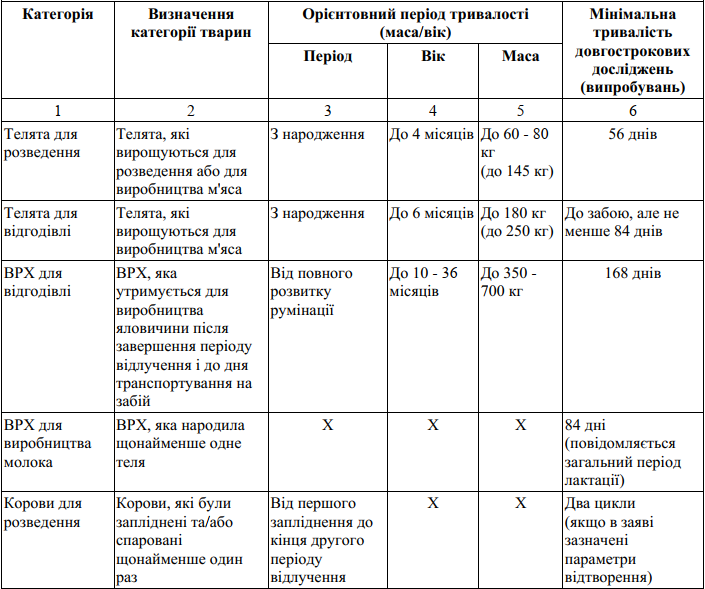 Категорія
Визначення
категорії тварин
Орієнтовний період тривалості
(маса/вік)
Мінімальна
тривалість
довгострокових
досліджень
(випробувань)
Період
Вік
Маса
1
2
3
4
5
6
Телята для
розведення
Телята, які
вирощуються для
розведення або для
виробництва м'яса
З народження
До 4 місяців
До 60 - 80
кг
(до 145 кг)
56 днів
Телята для
відгодівлі
Телята, які
вирощуються для
виробництва м'яса
З народження
До 6 місяців
До 180 кг
(до 250 кг)
До забою, але не
менше 84 днів
ВРХ для
відгодівлі
ВРХ, яка
утримується для
виробництва
яловичини після
завершення періоду
відлучення і до дня
транспортування на
забій
Від повного
розвитку
румінації
До 10 - 36
місяців
До 350 -
700 кг
168 днів
ВРХ для
виробництва
молока
ВРХ, яка народила
щонайменше одне
теля
Х
Х
Х
84 дні
(повідомляється
загальний період
лактації)
Корови для
розведення
Корови, які були
запліднені та/або
спаровані
щонайменше один
раз
Від першого
запліднення до
кінця другого
періоду
відлучення
Х
Х
Два цикли
(якщо в заяві
зазначені
параметри
відтворення)